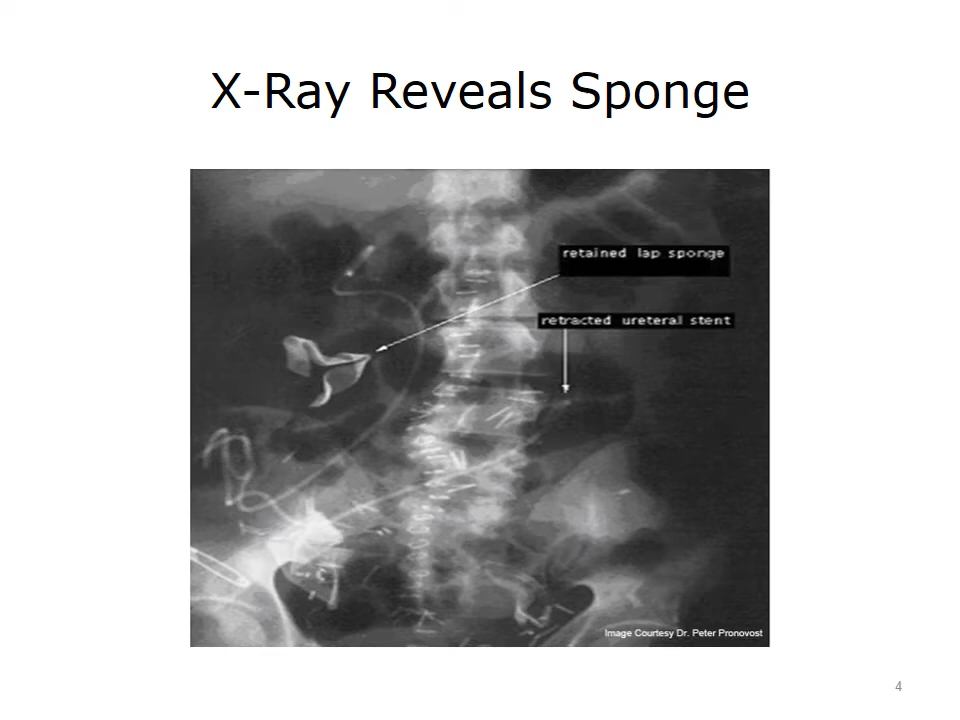 X-Ray Reveals Sponge
retained lap sponge
retracted ureteral stent
Image Courtesy Dr. Peter Pronovost
4